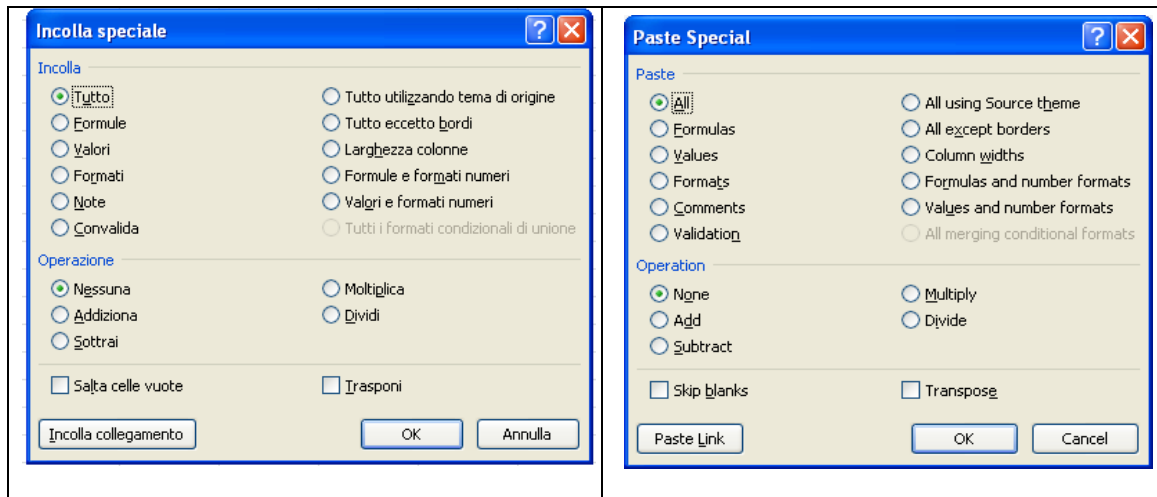 Incolla speciale
Incolla
Tutto
Tutto utilizzando tema di origine
Formule
Tutto eccetto bordi
Valori
Larghezza colonne
Formati
Formule e formati numeri
Note
Valori e formati numeri
Convalida
Tutti i formati condizionali di unione
Operazione
Nessuna
Moltiplica
Addiziona
Dividi
Sottrai
Salta celle vuote
Trasponi
Incolla collegamento
OK
Annulla
Paste Special
Paste
All
All using Source theme
Formulas
All except borders
Values
Column widths
Formats
Formulas and number formats
Comments
Values and number formats
Validation
All merging conditional formats
Operation
None
Multiply
Add
Divide
Subtract
Skip blanks
Transpose
Paste Link
OK
Cancel